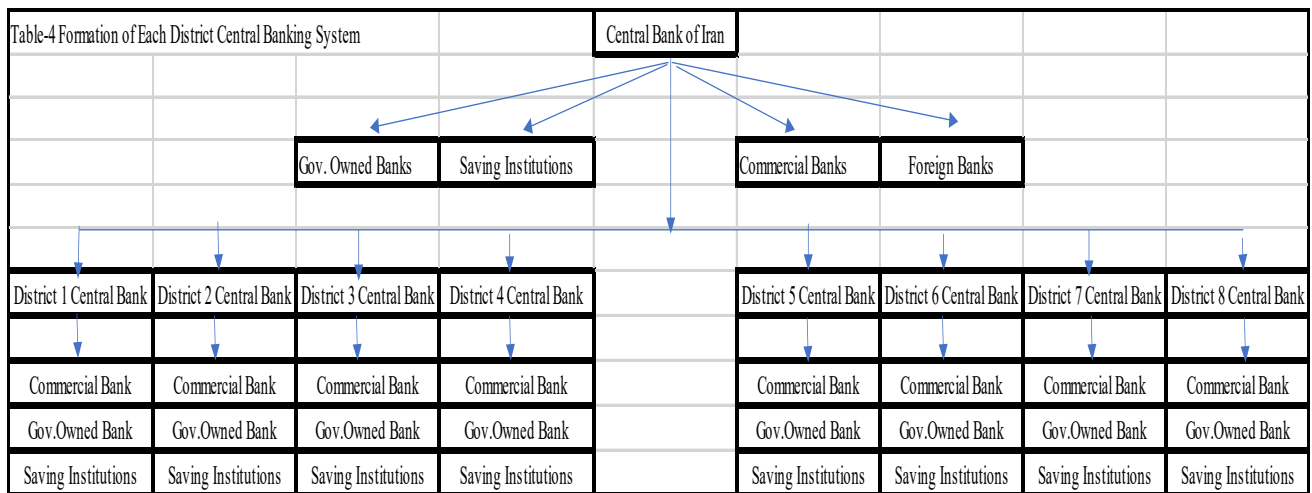 Table-4 Formation of Each District Central Banking System Central Bank of Iran
Gov. Owned Banks Saving Institutions Commercial Banks Foreign Banks
District 1 Central Bank District 2 Central Bank District 3 Central Bank District 4 Central Bank District 5 Central Bank District 6 Central Bank District 7 Central Bank District 8 Central Bank
Commercial Bank Commercial Bank Commercial Bank Commercial Bank Commercial Bank Commercial Bank Commercial Bank Commercial Bank
Gov.Owned Bank Gov.Owned Bank Gov.Owned Bank Gov.Owned Bank Gov.Owned Bank Gov.Owned Bank Gov.Owned Bank Gov.Owned Bank
Saving Institutions Saving Institutions Saving Institutions Saving Institutions Saving Institutions Saving Institutions Saving Institutions Saving Institutions